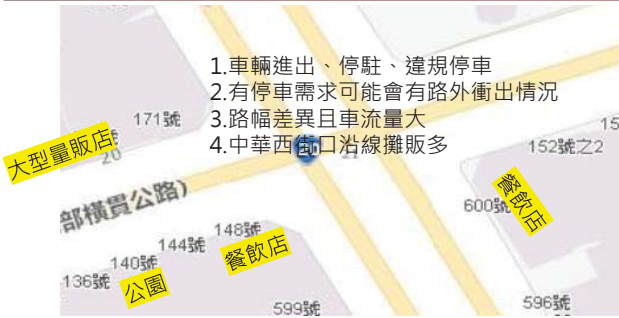 1.車輛進出、停駐、違規停車
2.有停車需求可能會有路外衝出情況
3.路幅差異且車流量大
4.中華西街口沿線攤販多
171號
大型量販店
20
20
21
15
152號之2
部橫貫公路)
600號
餐飲店
148號
144號
餐飲店
140號
136號
公園
599號
596號